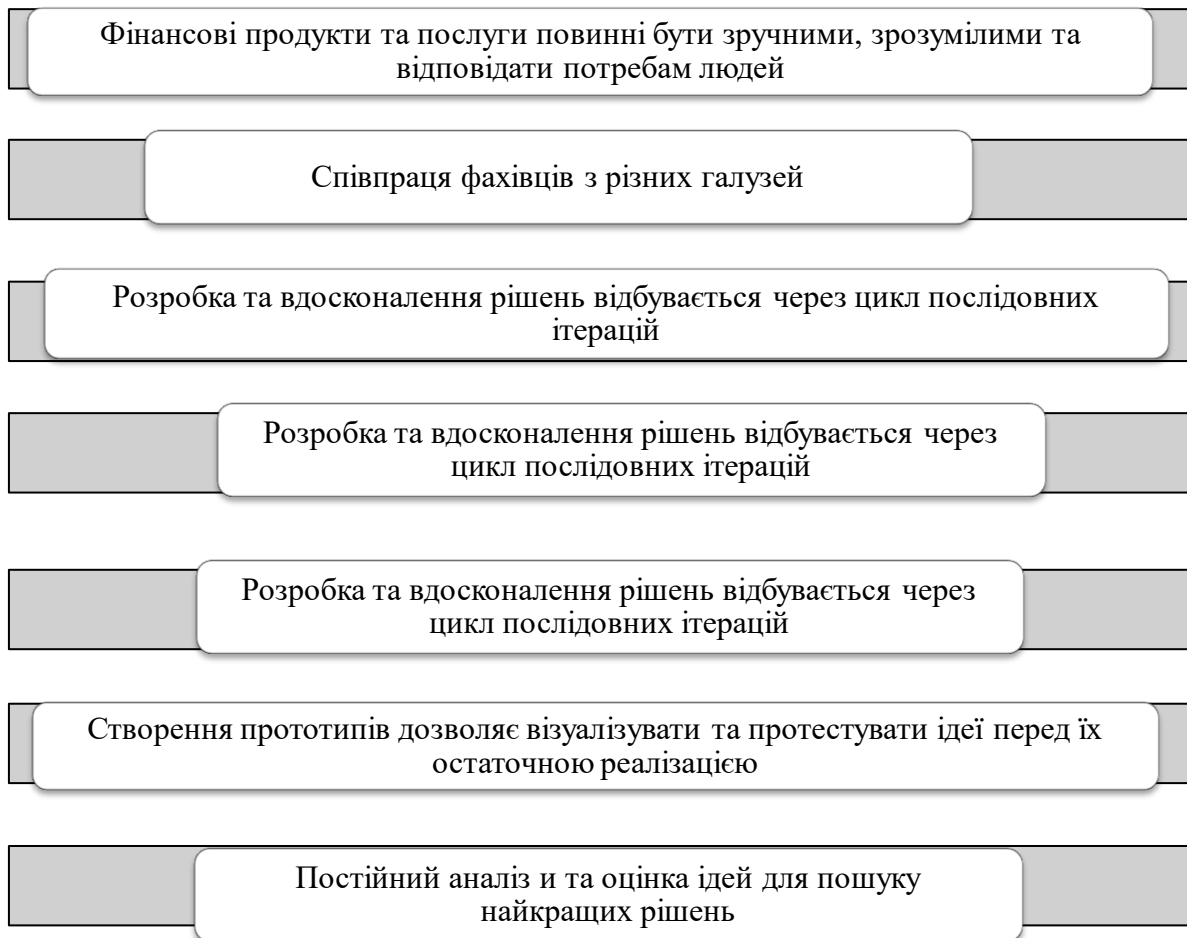 Фінансові продукти та послуги повинні бути зручними, зрозумілими та
відповідати потребам людей
Співпраця фахівців з різних галузей
Розробка та вдосконалення рішень відбувається через цикл послідовних
ітерацій
Розробка та вдосконалення рішень відбувається через
цикл послідовних ітерацій
Розробка та вдосконалення рішень відбувається через
цикл послідовних ітерацій
Створення прототипів дозволяє візуалізувати та протестувати ідеї перед їх
остаточною реалізацією
Постійний аналіз и та оцінка ідей для пошуку
найкращих рішень